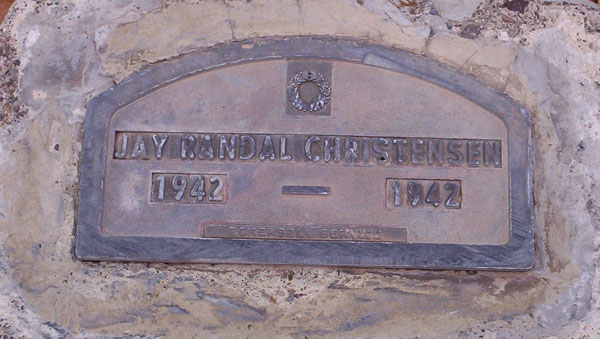 JAY RANDAL CHRISTENSEN
1942 — 1942